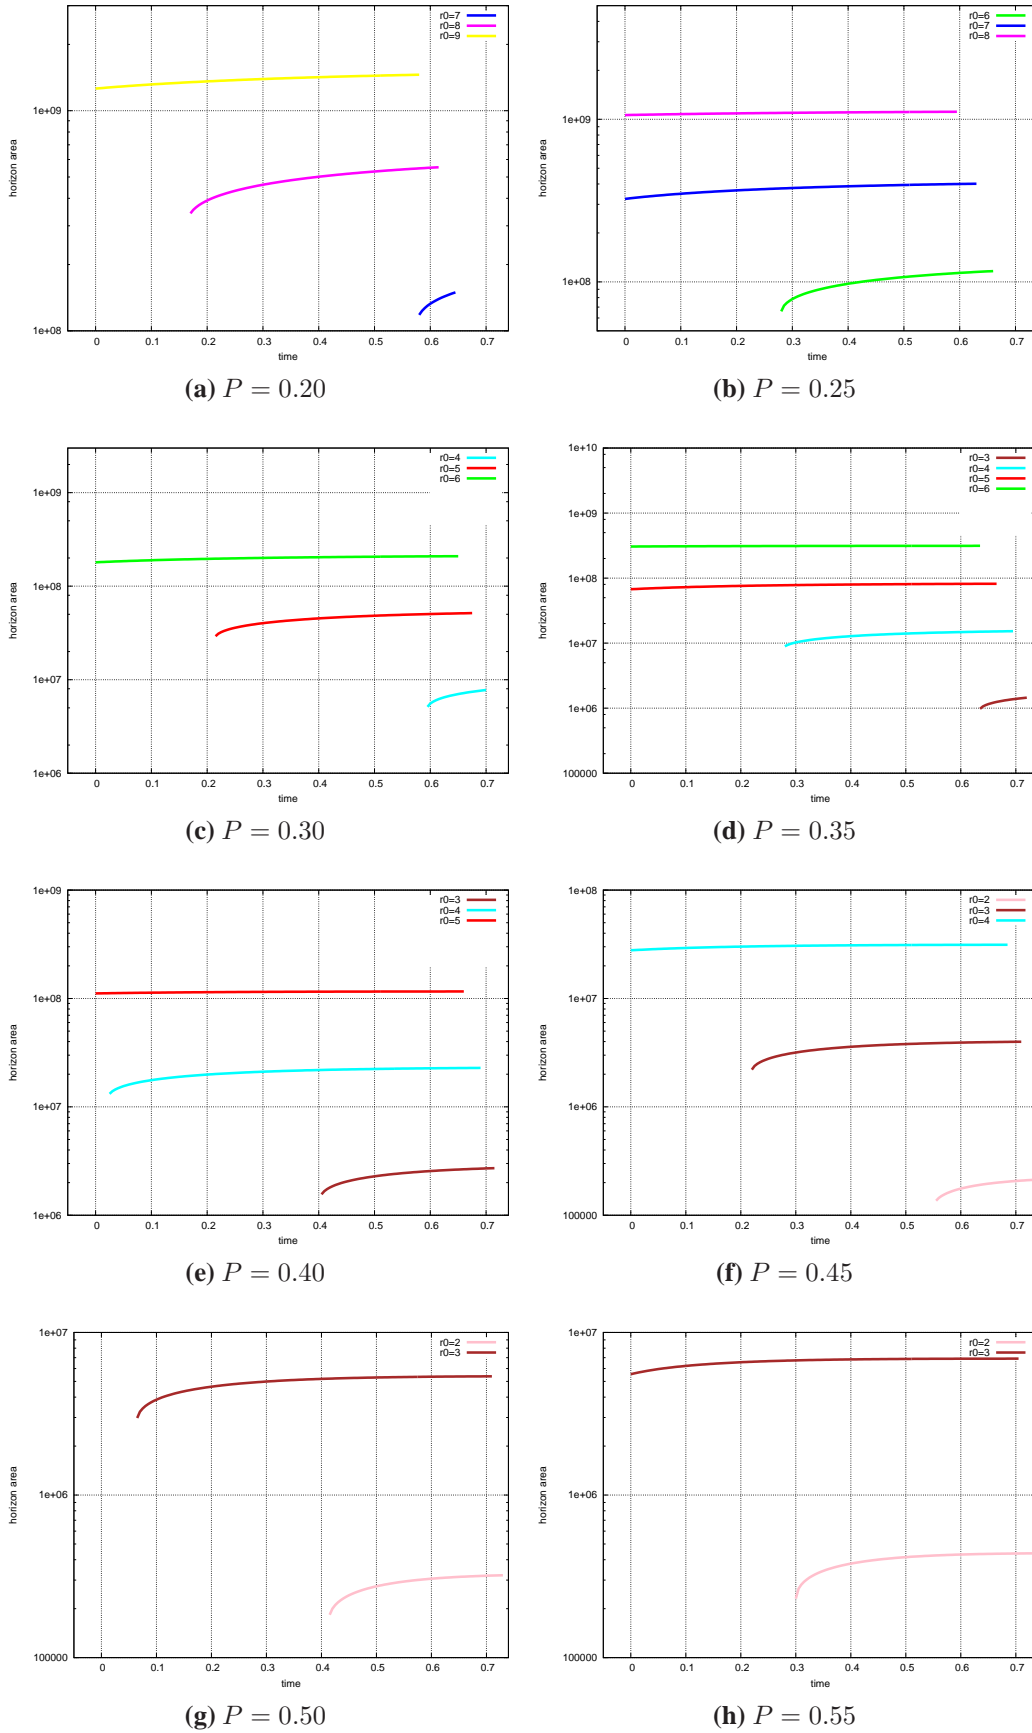 r0=7
r0=8
r0=9
1e+09
1e+08
horizon area
0 0.1 0.2 0.3 0.4 0.5 0.6 0.7
time
(a) P = 0.20
r0=6
r0=7
r0=8
1e+09
1e+08
horizon area
0 0.1 0.2 0.3 0.4 0.5 0.6 0.7
time
(b) P = 0.25
r0=4
r0=5
r0=6
1e+09
1e+08
1e+07
1e+06
horizon area
0 0.1 0.2 0.3 0.4 0.5 0.6 0.7
time
(c) P = 0.30
r0=3
r0=4
r0=5
r0=6
1e+10
1e+09
1e+08
1e+07
1e+06
100000
horizon area
0 0.1 0.2 0.3 0.4 0.5 0.6 0.7
time
(d) P = 0.35
r0=3
r0=4
r0=5
1e+09
1e+08
1e+07
1e+06
horizon area
0 0.1 0.2 0.3 0.4 0.5 0.6 0.7
time
(e) P = 0.40
r0=2
r0=3
r0=4
1e+08
1e+07
1e+06
100000
horizon area
0 0.1 0.2 0.3 0.4 0.5 0.6 0.7
time
(f) P = 0.45
r0=2
r0=3
1e+07
1e+06
100000
horizon area
0 0.1 0.2 0.3 0.4 0.5 0.6 0.7
time
(g) P = 0.50
r0=2
r0=3
1e+07
1e+06
100000
horizon area
0 0.1 0.2 0.3 0.4 0.5 0.6 0.7
time
(h) P = 0.55